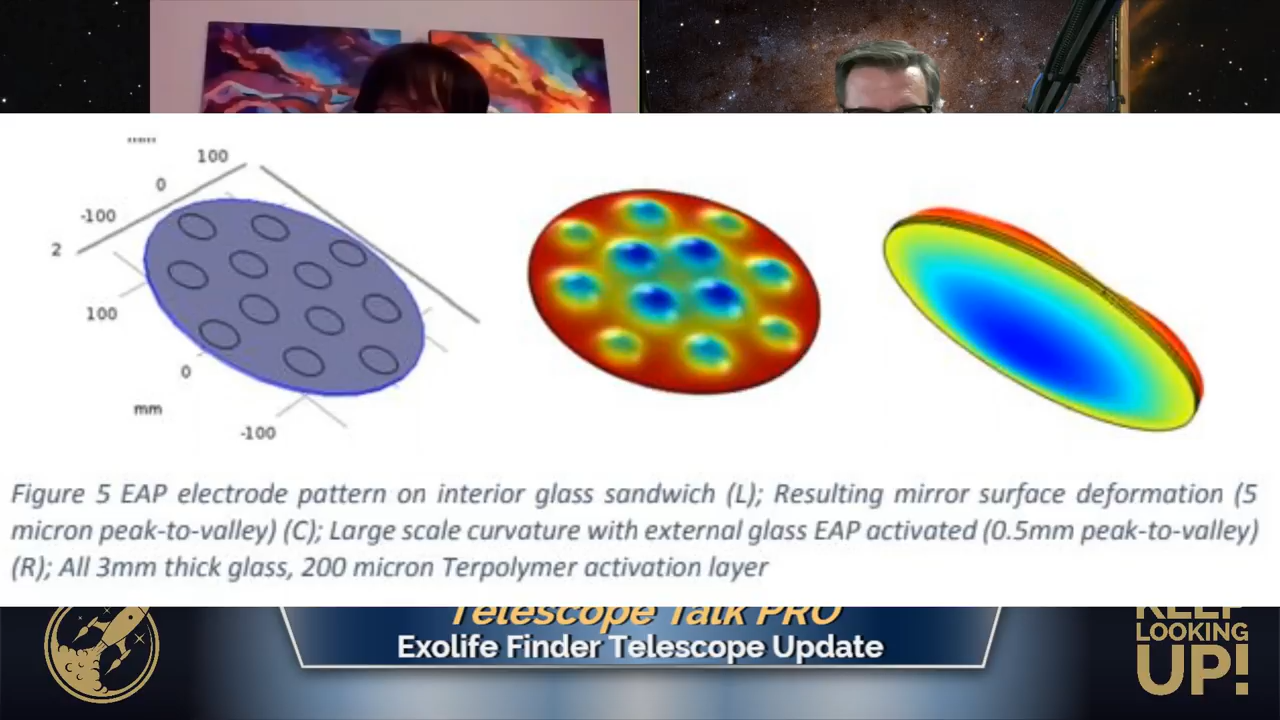 100
0
-100
2
100
0
mm
-100
Figure 5 EAP electrode pattern on interior glass sandwich (L); Resulting mirror surface deformation (5
micron peak-to-valley) (C); Large scale curvature with external glass EAP activated (0.5mm peak-to-valley)
(R); All 3mm thick glass, 200 micron Terpolymer activation layer
Telescope Talk PRO
Exolife Finder Telescope Update
KEEP
LOOKING
UP!